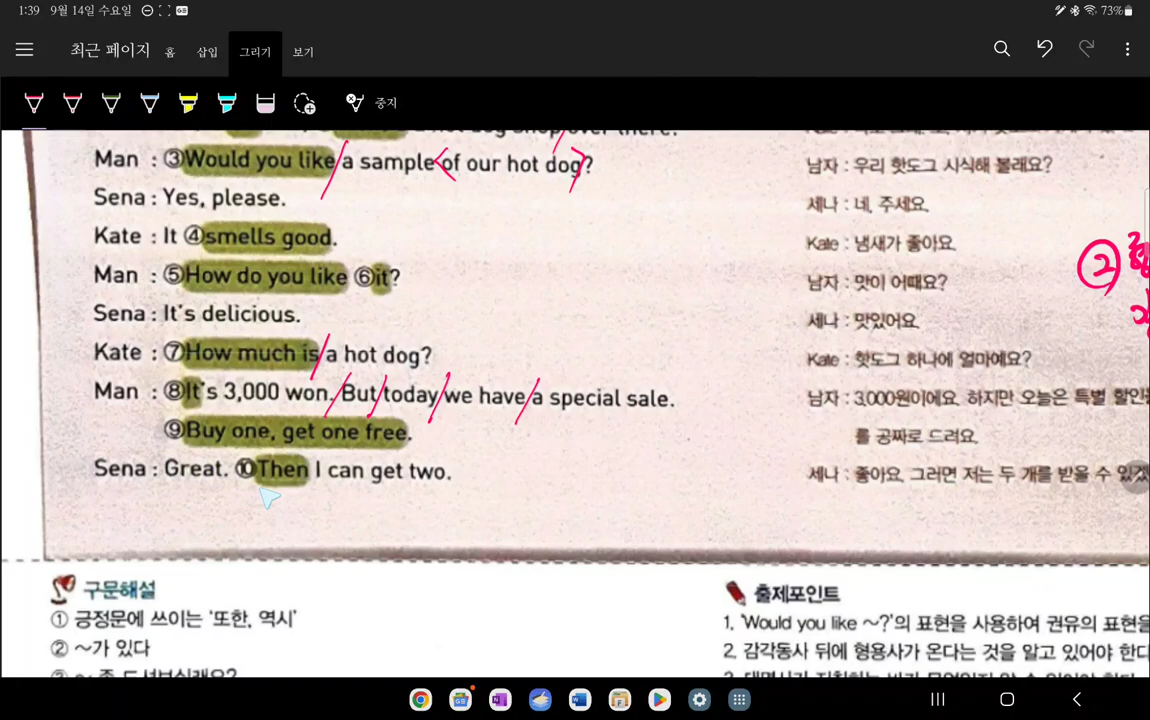 1:39 9월 14일 수요일 73%
최근 페이지 홈 삽입 그리기 보기
중지
hot dog shop over there?
Man : ③Would you like a sample of our hot dog?
남자 : 우리 핫도그 시식해 볼래요?
Sena : Yes, please.
세나 : 네, 주세요.
Kate : It ④smells good.
Kate : 냄새가 좋아요.
②
Man : ⑤How do you like ⑥it?
남자 : 맛이 어때요?
Sena : It's delicious.
세나 : 맛있어요.
Kate : ⑦How much is a hot dog?
Kate : 핫도그 하나에 얼마예요?
Man : ⑧It's 3,000 won. But today we have a special sale.
남자 : 3,000원이에요. 하지만 오늘은 특별 할인
⑨Buy one, get one free.
를 공짜로 드려요.
Sena : Great. ⑩Then I can get two.
세나 : 좋아요. 그러면 저는 두 개를 받을 수 있
구문해설
① 긍정문에 쓰이는 '또한, 역시'
② ~가 있다
출제포인트
1. 'Would you like ~?'의 표현을 사용하여 권유의 표현을
2. 감각동사 뒤에 형용사가 온다는 것을 알고 있어야 한다